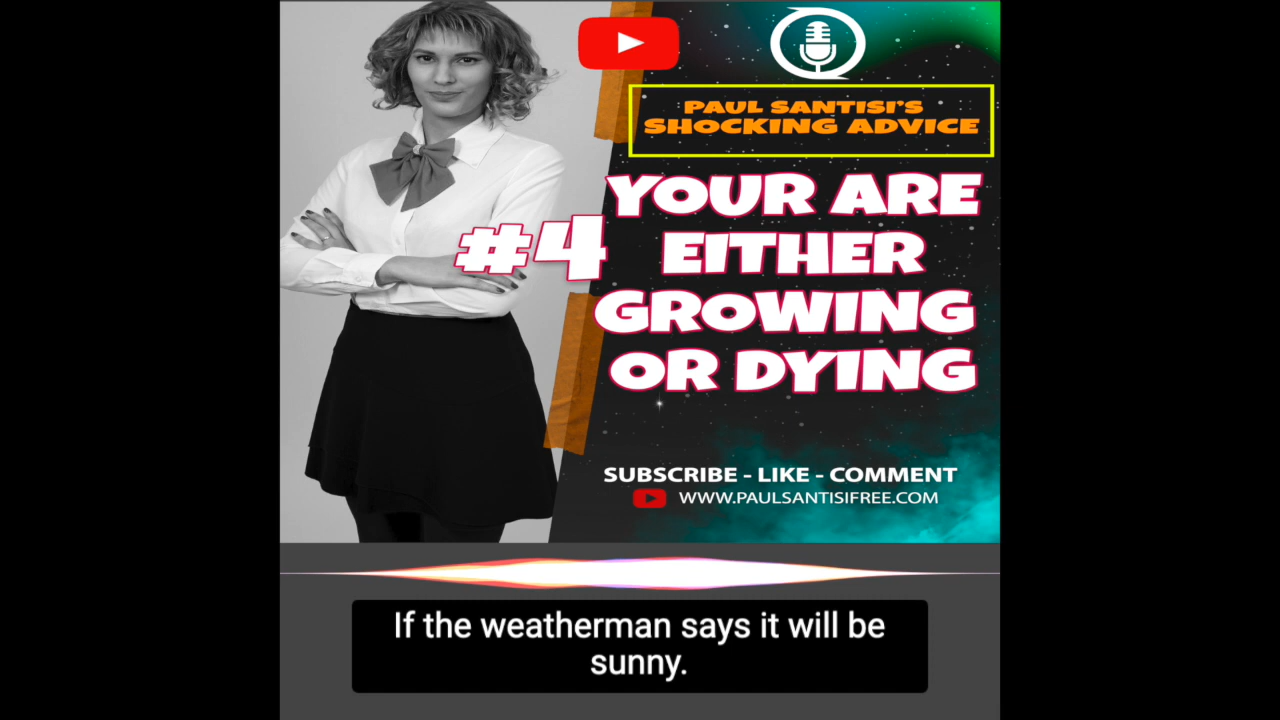 PAUL SANTISI'S
SHOCKING ADVICE
#4
YOUR ARE
EITHER
GROWING
OR DYING
SUBSCRIBE - LIKE - COMMENT
WWW.PAULSANTISIFREE.COM
If the weatherman says it will be
sunny.